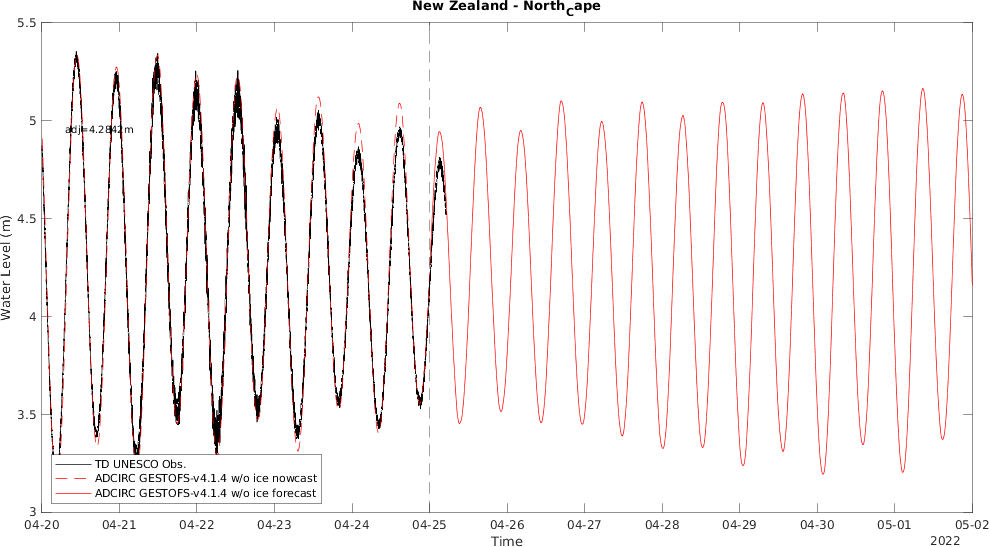 New Zealand - NorthCape
5.5
5
4.5
4
3.5
3
Water Level (m)
adj=4.2842m
TD UNESCO Obs.
ADCIRC GESTOFS-v4.1.4 w/o ice nowcast
ADCIRC GESTOFS-v4.1.4 w/o ice forecast
04-20 04-21 04-22 04-23 04-24 04-25 04-26 04-27 04-28 04-29 04-30 05-01 05-02
Time
2022